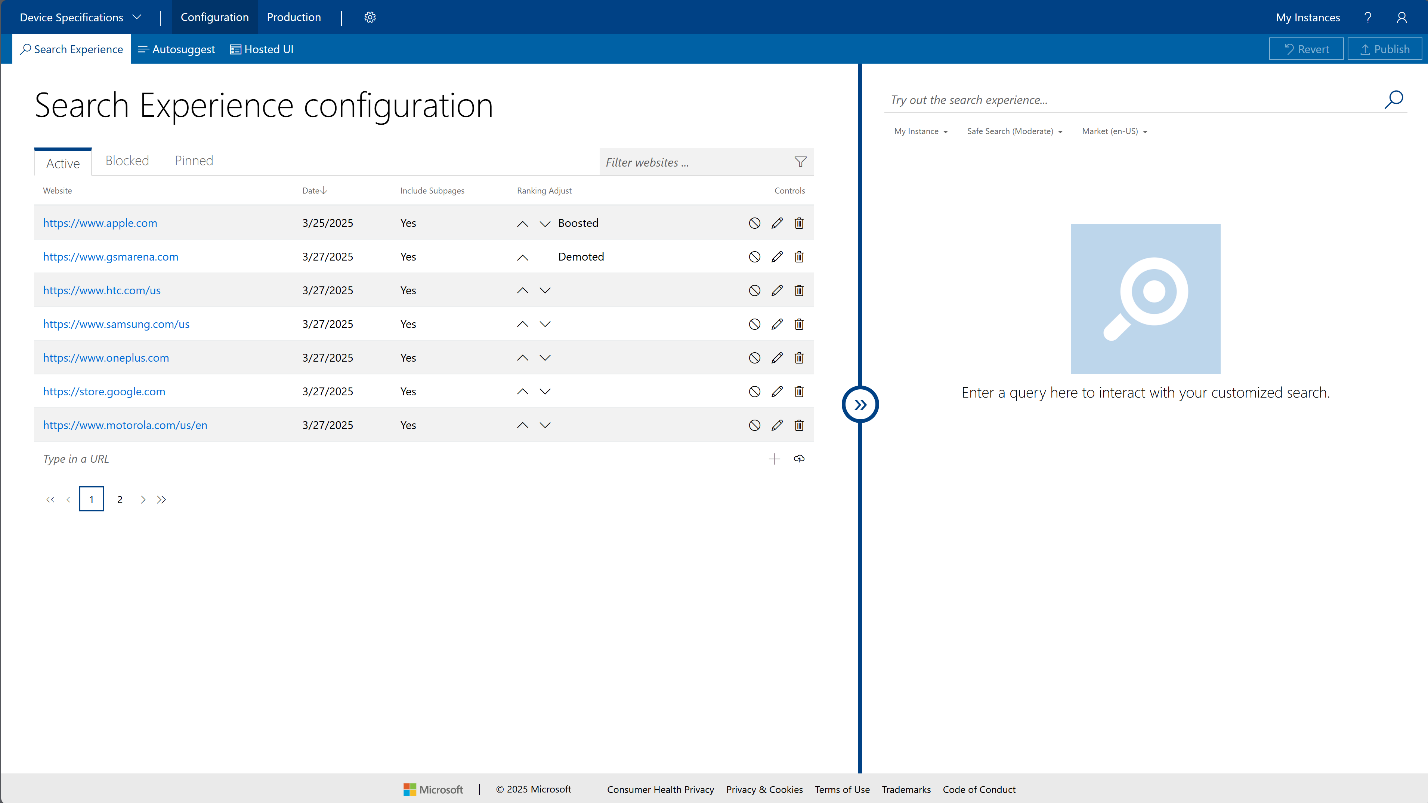 Device Specifications
Configuration
Production
My Instances
?
Search Experience
Autosuggest
Hosted UI
Revert
Publish
Search Experience configuration
Active
Blocked
Pinned
Filter websites ...
Website Date Include Subpages Ranking Adjust Controls
https://www.apple.com 3/25/2025 Yes Boosted
https://www.gsmarena.com 3/27/2025 Yes Demoted
https://www.htc.com/us 3/27/2025 Yes
https://www.samsung.com/us 3/27/2025 Yes
https://www.oneplus.com 3/27/2025 Yes
https://store.google.com 3/27/2025 Yes
https://www.motorola.com/us/en 3/27/2025 Yes
Type in a URL
1 2
Try out the search experience...
My Instance
Safe Search (Moderate)
Market (en-US)
Enter a query here to interact with your customized search.
Microsoft
© 2025 Microsoft
Consumer Health Privacy
Privacy & Cookies
Terms of Use
Trademarks
Code of Conduct